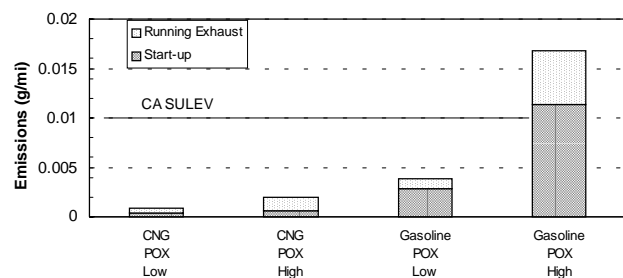 Emissions (g/mi)
0.02
0.015
0.01
0.005
0
Running Exhaust
Start-up
CA SULEV
CNG POX Low
CNG POX High
Gasoline POX Low
Gasoline POX High